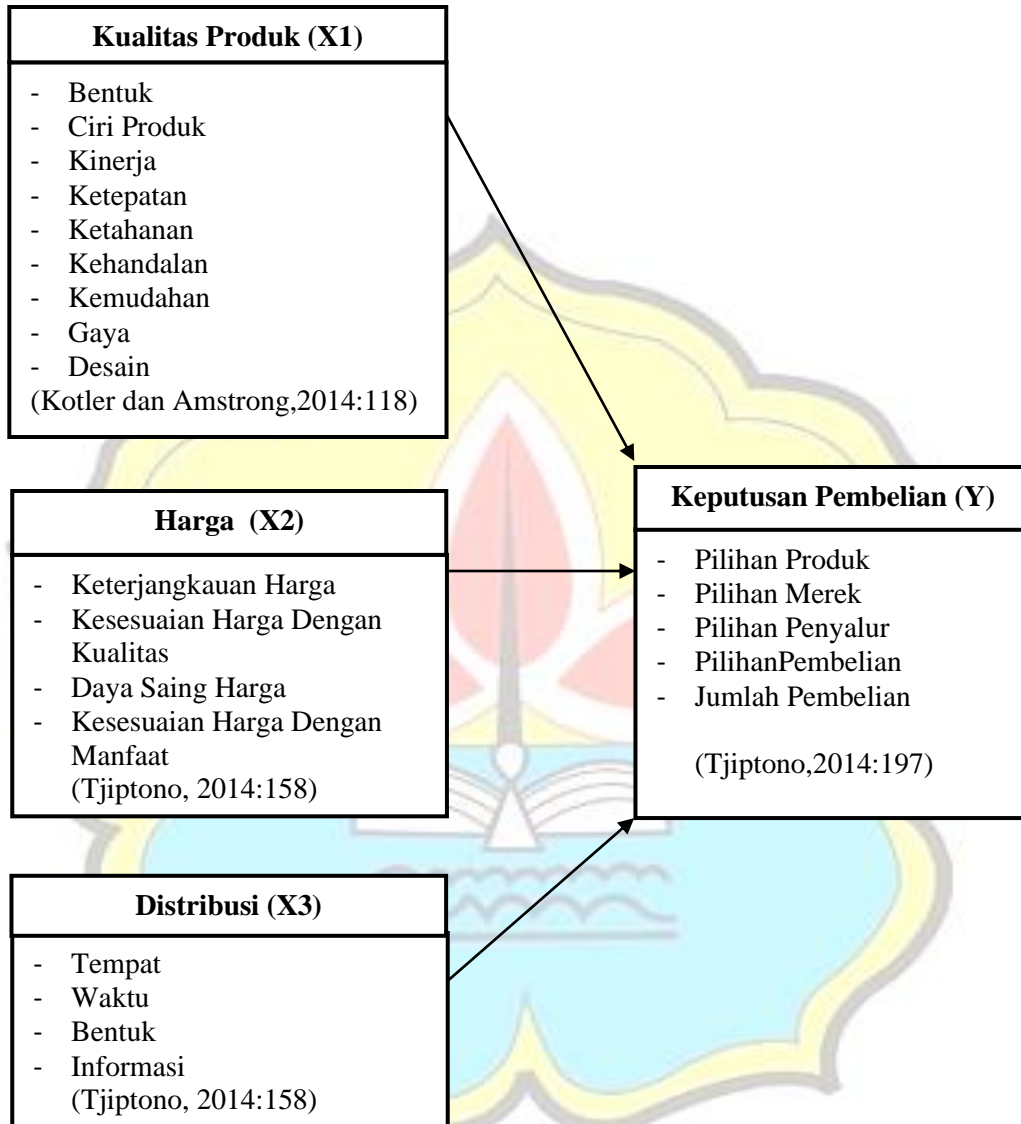 Kualitas Produk (X1)
- Bentuk
- Ciri Produk
- Kinerja
- Ketepatan
- Ketahanan
- Kehandalan
- Kemudahan
- Gaya
- Desain
(Kotler dan Amstrong,2014:118)
Harga (X2)
- Keterjangkauan Harga
- Kesesuaian Harga Dengan
Kualitas
- Daya Saing Harga
- Kesesuaian Harga Dengan
Manfaat
(Tjiptono, 2014:158)
Distribusi (X3)
- Tempat
- Waktu
- Bentuk
- Informasi
(Tjiptono, 2014:158)
Keputusan Pembelian (Y)
- Pilihan Produk
- Pilihan Merek
- Pilihan Penyalur
- PilihanPembelian
- Jumlah Pembelian
(Tjiptono,2014:197)